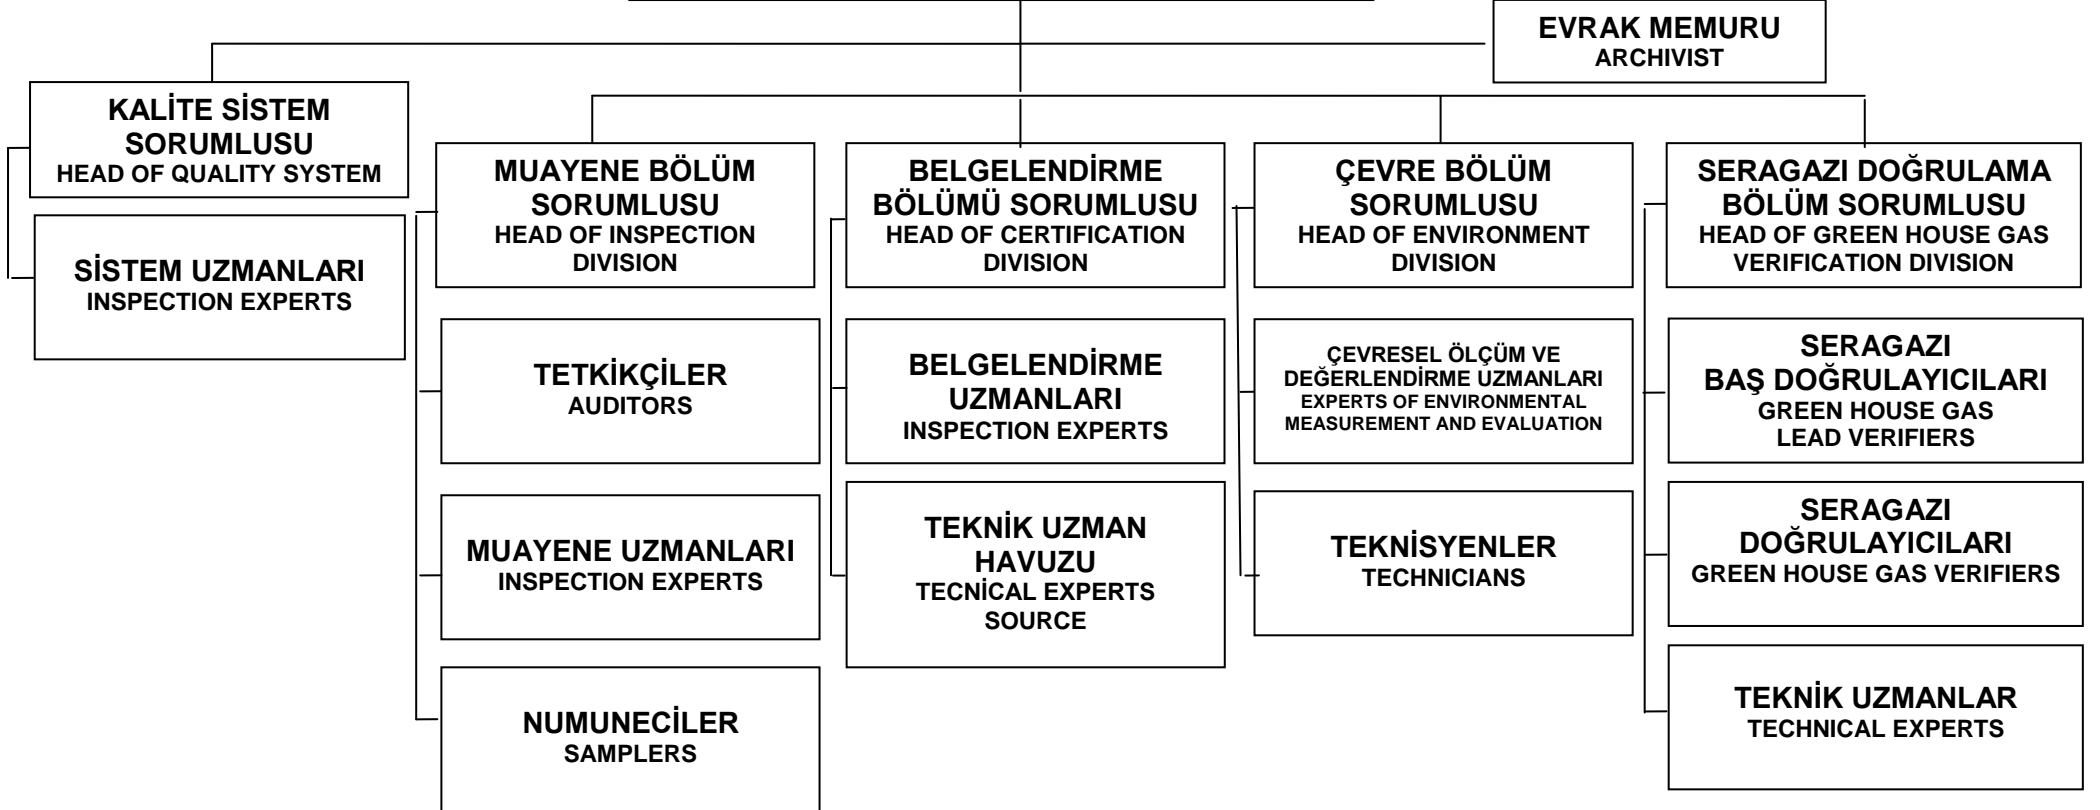 EVRAK MEMURU
ARCHIVIST
KALİTE SİSTEM
SORUMLUSU
HEAD OF QUALITY SYSTEM
SİSTEM UZMANLARI
INSPECTION EXPERTS
MUAYENE BÖLÜM
SORUMLUSU
HEAD OF INSPECTION
DIVISION
TETKİKÇİLER
AUDITORS
MUAYENE UZMANLARI
INSPECTION EXPERTS
NUMUNECİLER
SAMPLERS
BELGELENDİRME
BÖLÜMÜ SORUMLUSU
HEAD OF CERTIFICATION
DIVISION
BELGELENDİRME
UZMANLARI
INSPECTION EXPERTS
TEKNİK UZMAN
HAVUZU
TECNİCAL EXPERTS
SOURCE
ÇEVRE BÖLÜM
SORUMLUSU
HEAD OF ENVIRONMENT
DIVISION
ÇEVRESEL ÖLÇÜM VE
DEĞERLENDİRME UZMANLARI
EXPERTS OF ENVIRONMENTAL
MEASUREMENT AND EVALUATION
TEKNİSYENLER
TECHNICIANS
SERAGAZI DOĞRULAMA
BÖLÜM SORUMLUSU
HEAD OF GREEN HOUSE GAS
VERIFICATION DIVISION
SERAGAZI
BAŞ DOĞRULAYICILARI
GREEN HOUSE GAS
LEAD VERIFIERS
SERAGAZI
DOĞRULAYICILARI
GREEN HOUSE GAS VERIFIERS
TEKNİK UZMANLAR
TECHNICAL EXPERTS